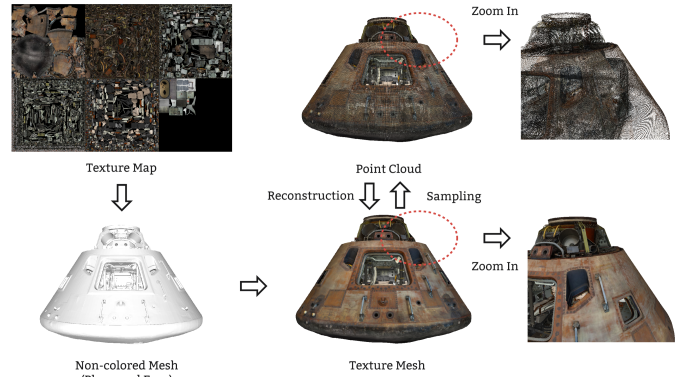 Zoom In
Texture Map
Point Cloud
Reconstruction
Sampling
Zoom In
Non-colored Mesh
Texture Mesh